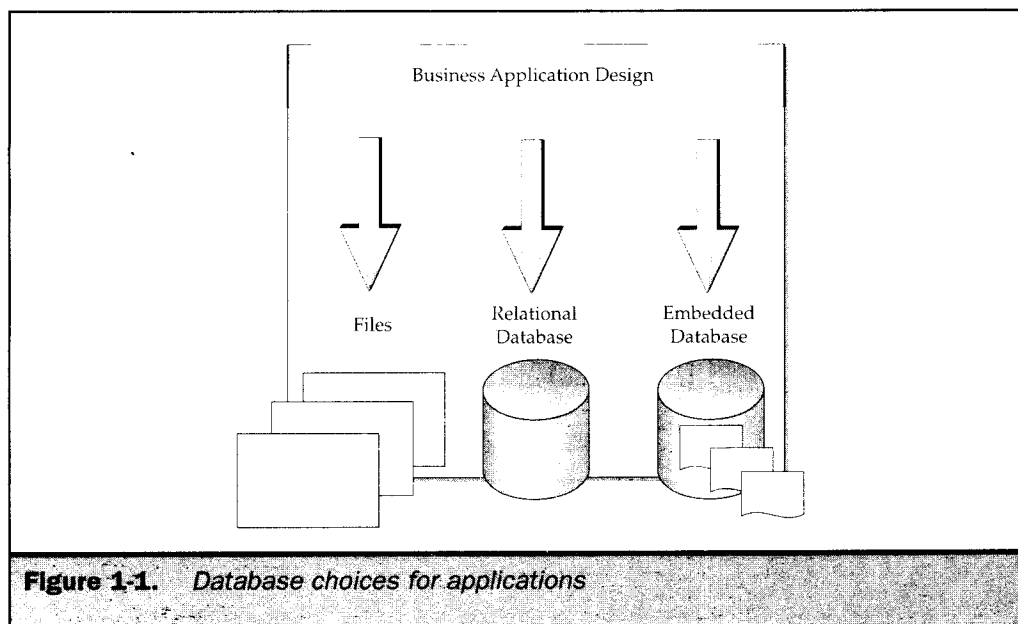 Business Application Design
Files
Relational
Database
Embedded
Database
Figure 1-1. Database choices for applications